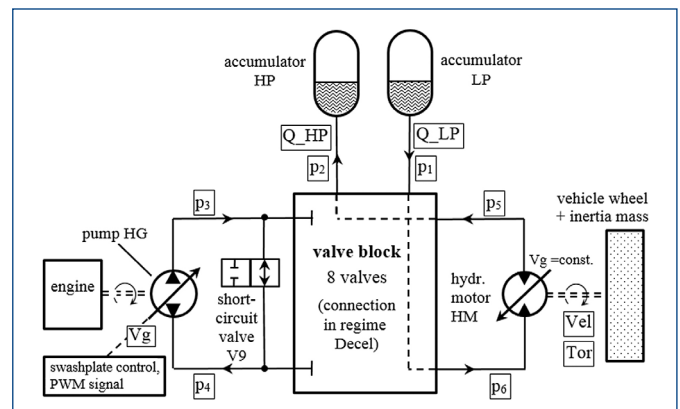 accumulator
HP
accumulator
LP
Q_HP
Q_LP
p2
p1
p3
p5
vehicle wheel
+ inertia mass
pump HG
valve block
8 valves
(connection
in regime
Decel)
engine
short-
circuit
valve
V9
hydr.
motor
HM
Vg =const.
Vg
Vel
Tor
swashplate control,
PWM signal
p4
p6